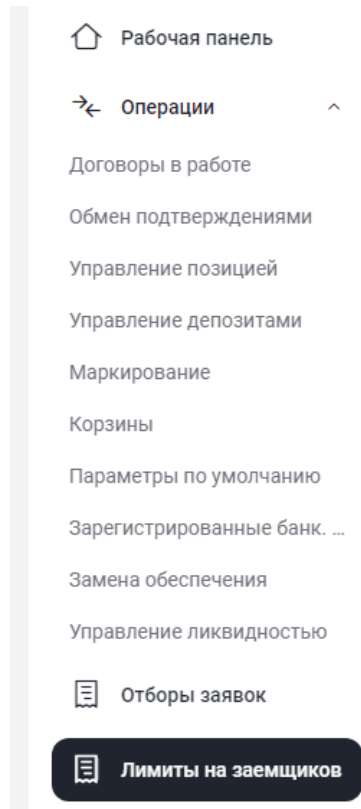 Рабочая панель
Операции
Договоры в работе
Обмен подтверждениями
Управление позицией
Управление депозитами
Маркирование
Корзины
Параметры по умолчанию
Зарегистрированные банк. ...
Замена обеспечения
Управление ликвидностью
Отборы заявок
Лимиты на заемщиков